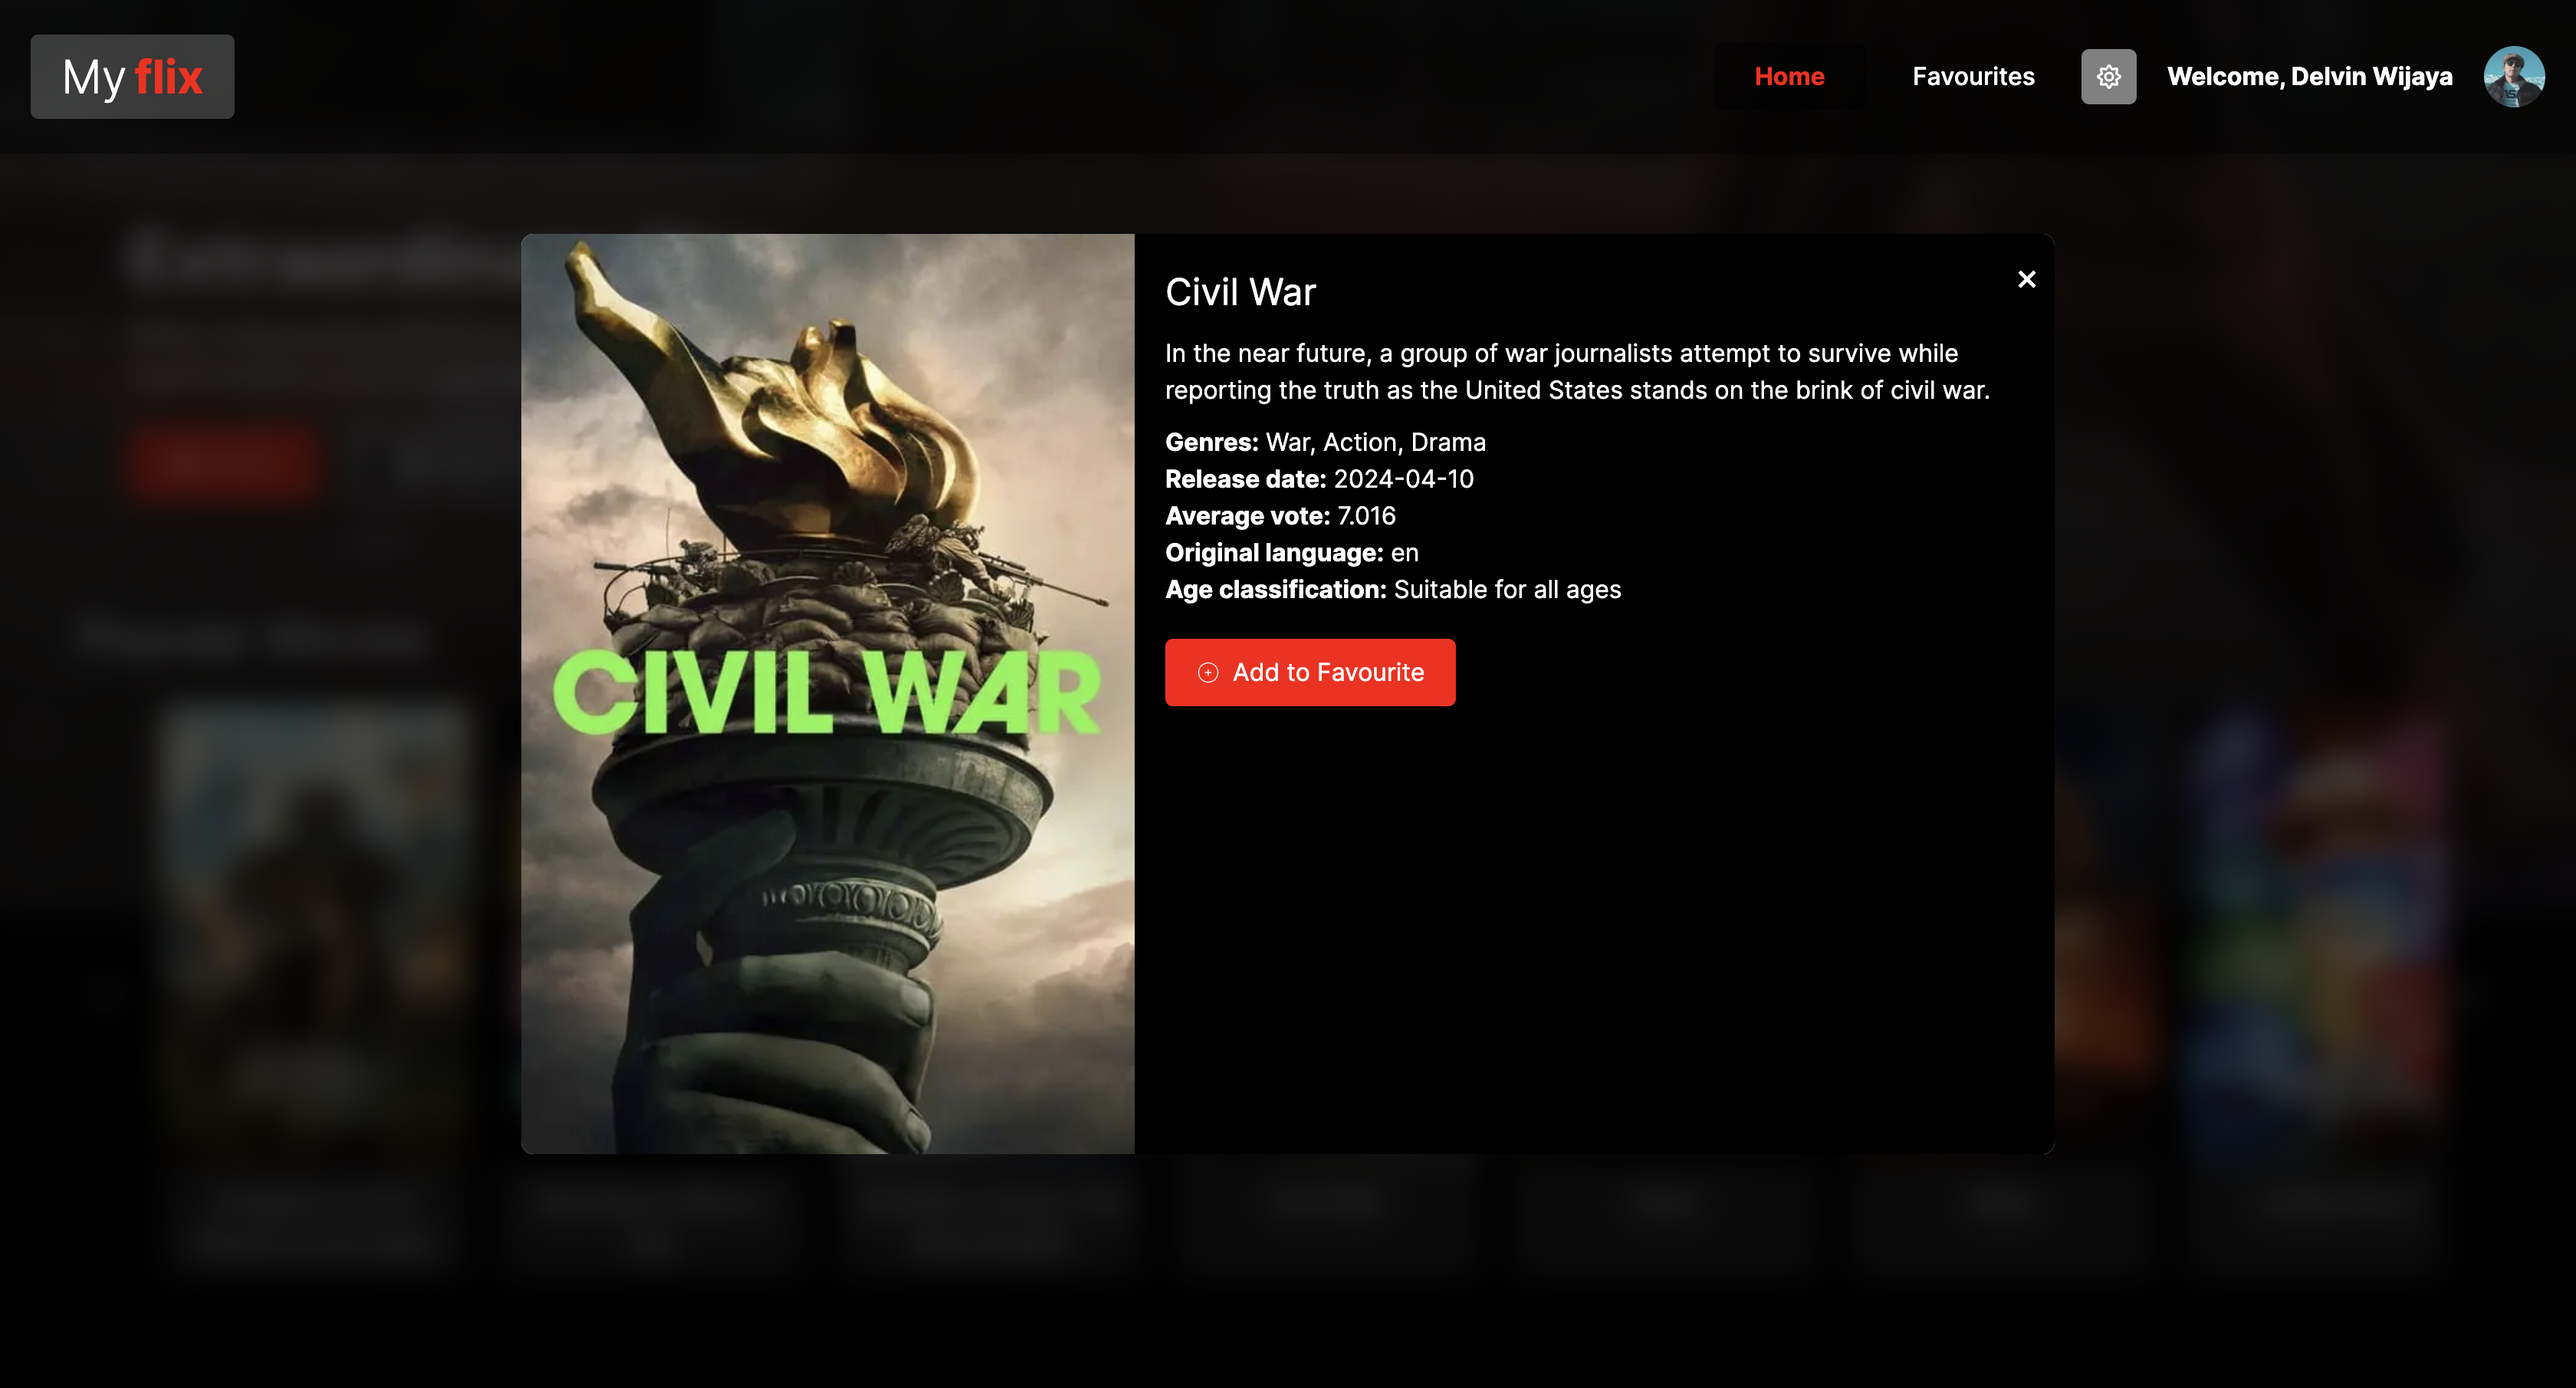 My flix
Home
Favourites
Welcome, Delvin Wijaya
CIVIL WAR
Civil War
In the near future, a group of war journalists attempt to survive while
reporting the truth as the United States stands on the brink of civil war.
Genres: War, Action, Drama
Release date: 2024-04-10
Average vote: 7.016
Original language: en
Age classification: Suitable for all ages
Add to Favourite